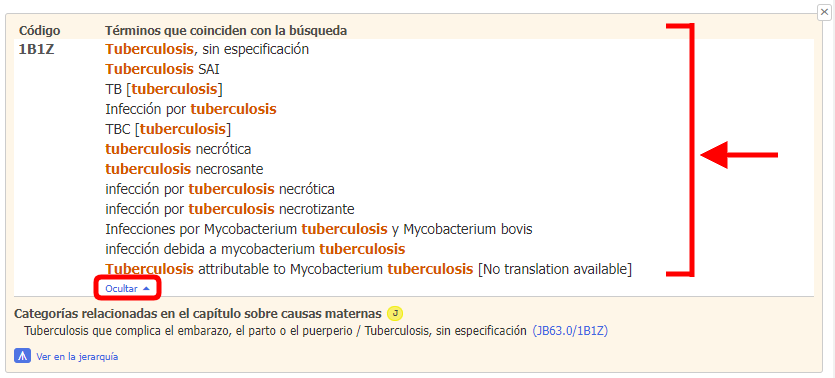 Código Términos que coinciden con la búsqueda
1B1Z Tuberculosis, sin especificación
Tuberculosis SAI
TB [tuberculosis]
Infección por tuberculosis
TBC [tuberculosis]
tuberculosis necrótica
tuberculosis necrosante
infección por tuberculosis necrótica
infección por tuberculosis necrotizante
Infecciones por Mycobacterium tuberculosis y Mycobacterium bovis
infección debida a mycobacterium tuberculosis
Tuberculosis attributable to Mycobacterium tuberculosis [No translation available]
Ocultar
Categorías relacionadas en el capítulo sobre causas maternas J
Tuberculosis que complica el embarazo, el parto o el puerperio / Tuberculosis, sin especificación (JB63.0/1B1Z)
Ver en la jerarquía